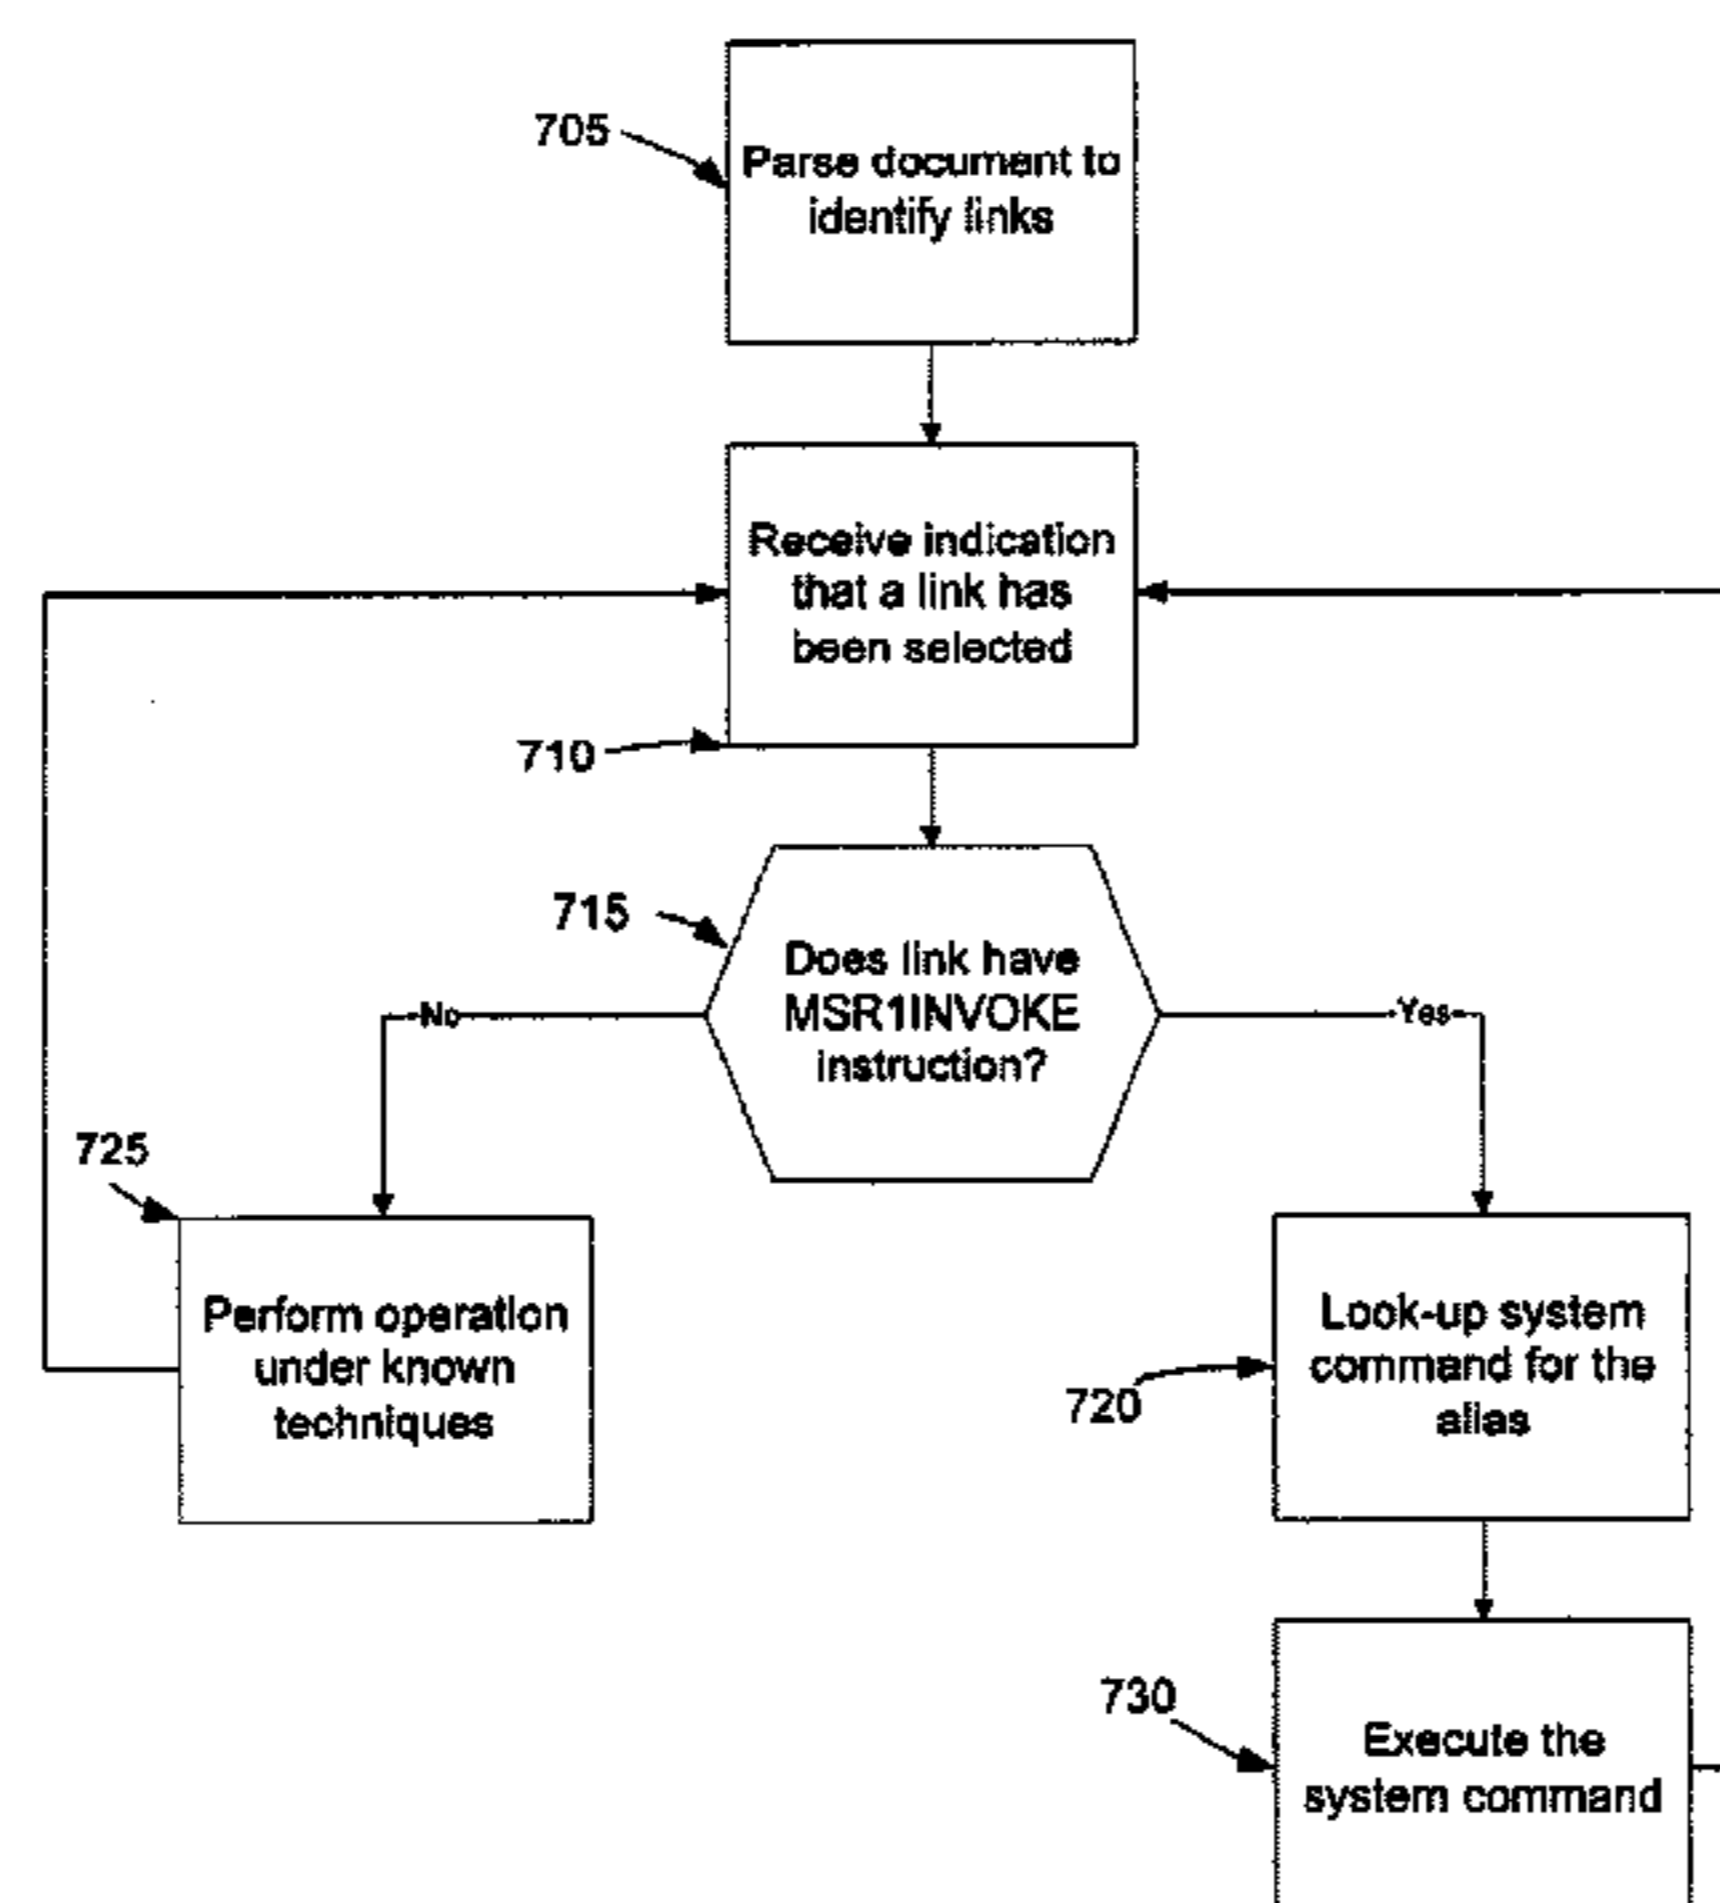 705
Parse document to
identify links
Receive indication
that a link has
been selected
710
715
Does link have
MSR1INVOKE
instruction?
No
Yes
725
Perform operation
under known
techniques
Look-up system
command for the
alias
720
730
Execute the
system command